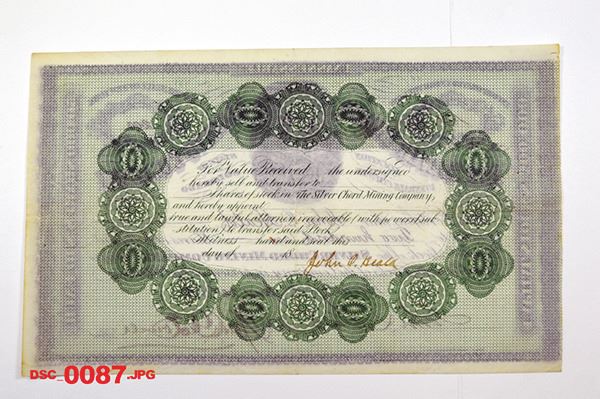 For Value Received the undersigned
hereby sell and transfer to
shares of stock in The Silver Chord Mining Company,
and hereby appoint
true and lawful attorney irrevocable (with power of sub
stitution) to transfer said Stock
Witness hand and seal this
day of 18
John O. Beale
DSC_0087.JPG